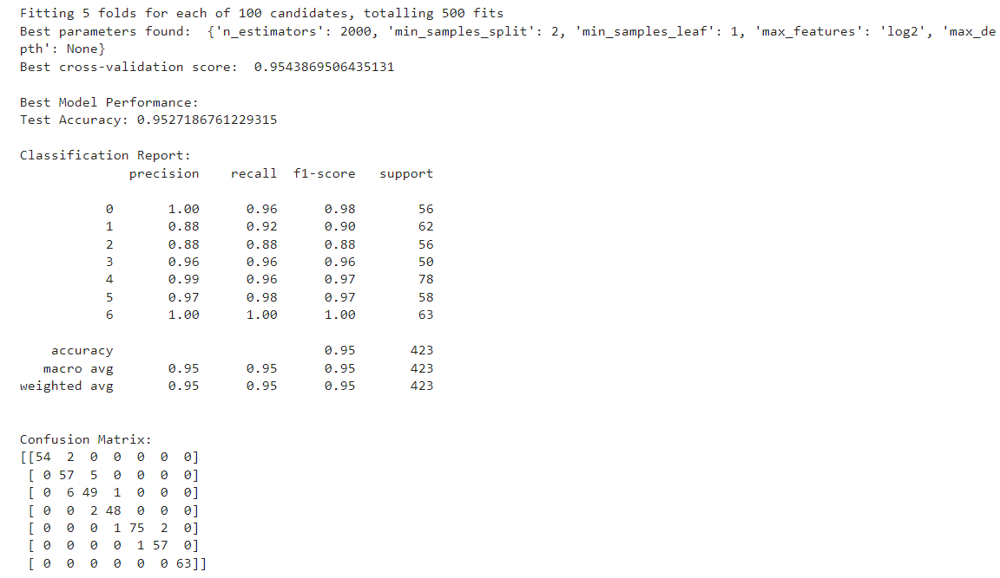 Fitting 5 folds for each of 100 candidates, totalling 500 fits
Best parameters found:  {'n_estimators': 2000, 'min_samples_split': 2, 'min_samples_leaf': 1, 'max_features': 'log2', 'max_de
pth': None}
Best cross-validation score:  0.9543869506435131

Best Model Performance:
Test Accuracy: 0.9527186761229315

Classification Report:
              precision    recall  f1-score   support

           0       1.00      0.96      0.98        56
           1       0.88      0.92      0.90        62
           2       0.88      0.88      0.88        56
           3       0.96      0.96      0.96        50
           4       0.99      0.96      0.97        78
           5       0.97      0.98      0.97        58
           6       1.00      1.00      1.00        63

    accuracy                           0.95       423
   macro avg       0.95      0.95      0.95       423
weighted avg       0.95      0.95      0.95       423


Confusion Matrix:
[[54  2  0  0  0  0  0]
 [ 0 57  5  0  0  0  0]
 [ 0  6 49  1  0  0  0]
 [ 0  0  2 48  0  0  0]
 [ 0  0  0  1 75  2  0]
 [ 0  0  0  0  1 57  0]
 [ 0  0  0  0  0  0 63]]